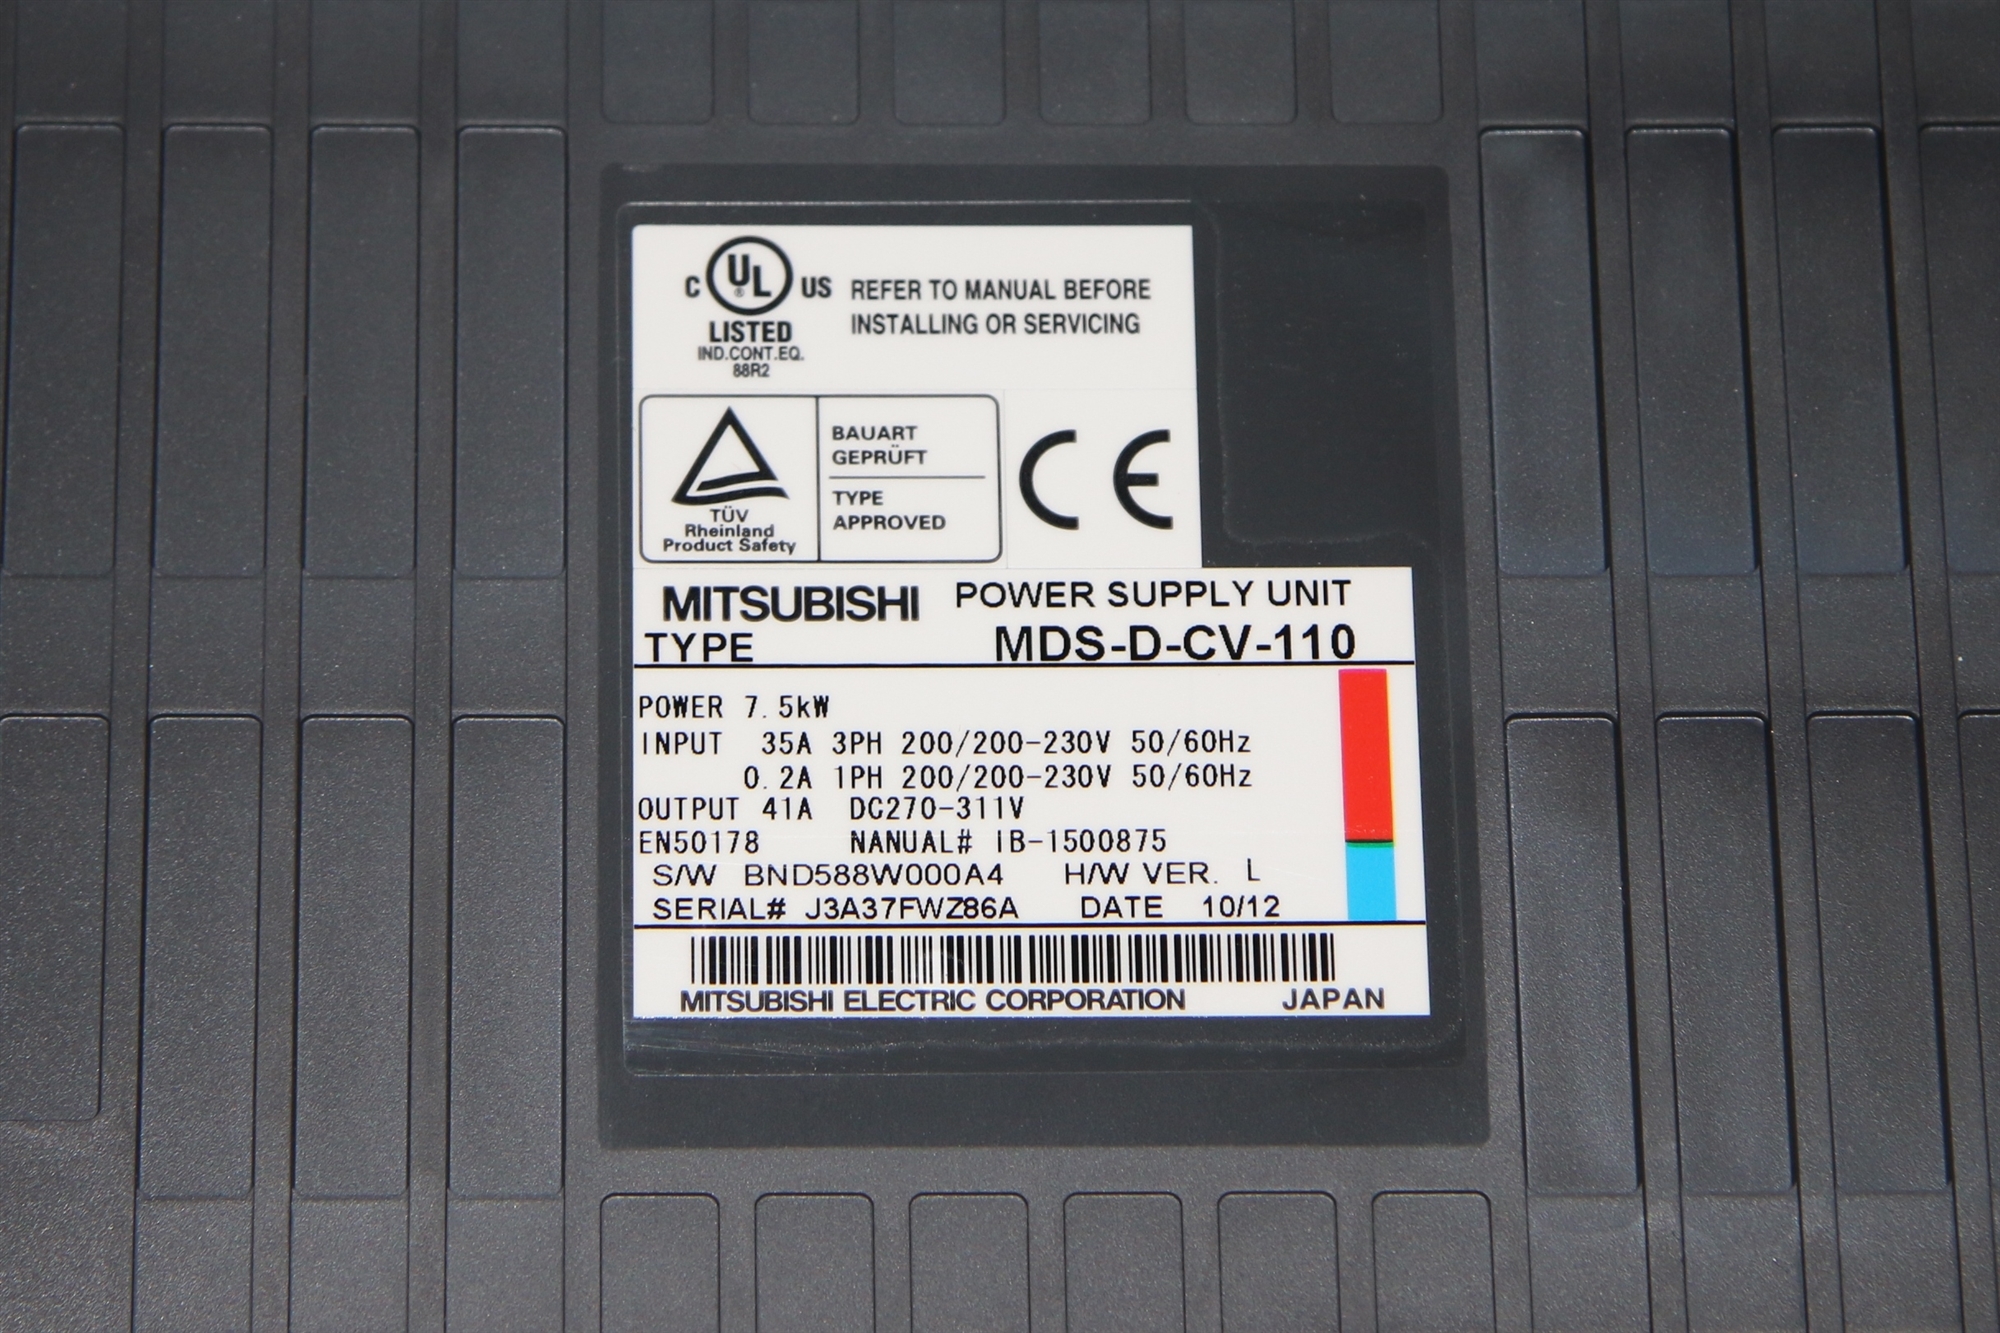 C UL® US
LISTED
IND.CONT.EQ.
88R2
REFER TO MANUAL BEFORE
INSTALLING OR SERVICING
TÜV
Rheinland
Product Safety
BAUART
GEPRÜFT
TYPE
APPROVED
CE
MITSUBISHI POWER SUPPLY UNIT
TYPE MDS-D-CV-110
POWER 7.5kW
INPUT 35A 3PH 200/200-230V 50/60Hz
0.2A 1PH 200/200-230V 50/60Hz
OUTPUT 41A DC270-311V
EN50178 NANUAL# IB-1500875
S/W BND588W000A4 H/W VER. L
SERIAL# J3A37FWZ86A DATE 10/12
MITSUBISHI ELECTRIC CORPORATION JAPAN